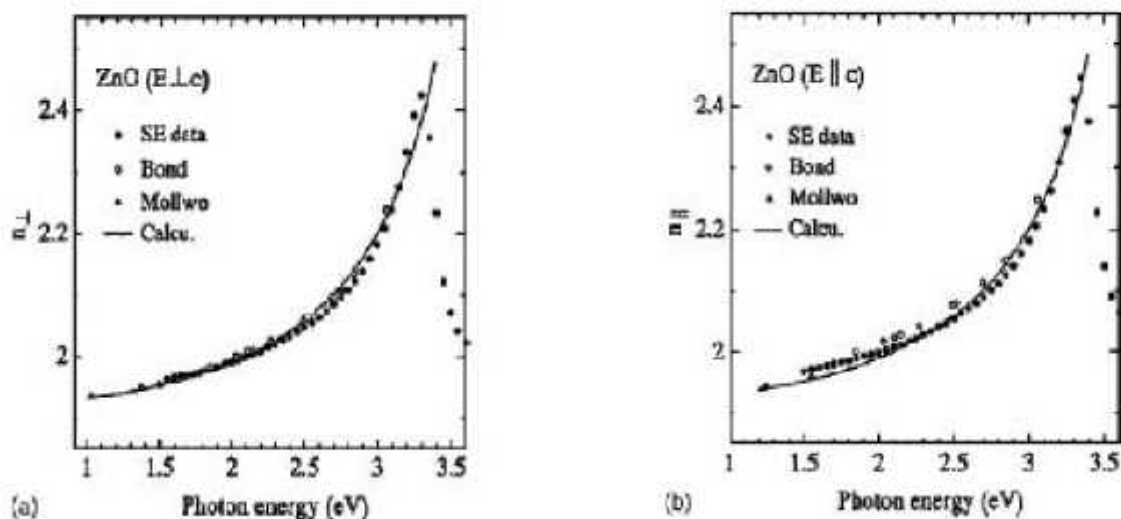 ZnO (E⊥c)
SE data
Bond
Mollwo
Calcu.
n⊥
2.4
2.2
2
1 1.5 2 2.5 3 3.5
(a) Photon energy (eV)
ZnO (E ∥ c)
SE data
Bond
Mollwo
Calcu.
n∥
2.4
2.2
2
1 1.5 2 2.5 3 3.5
(b) Photon energy (eV)